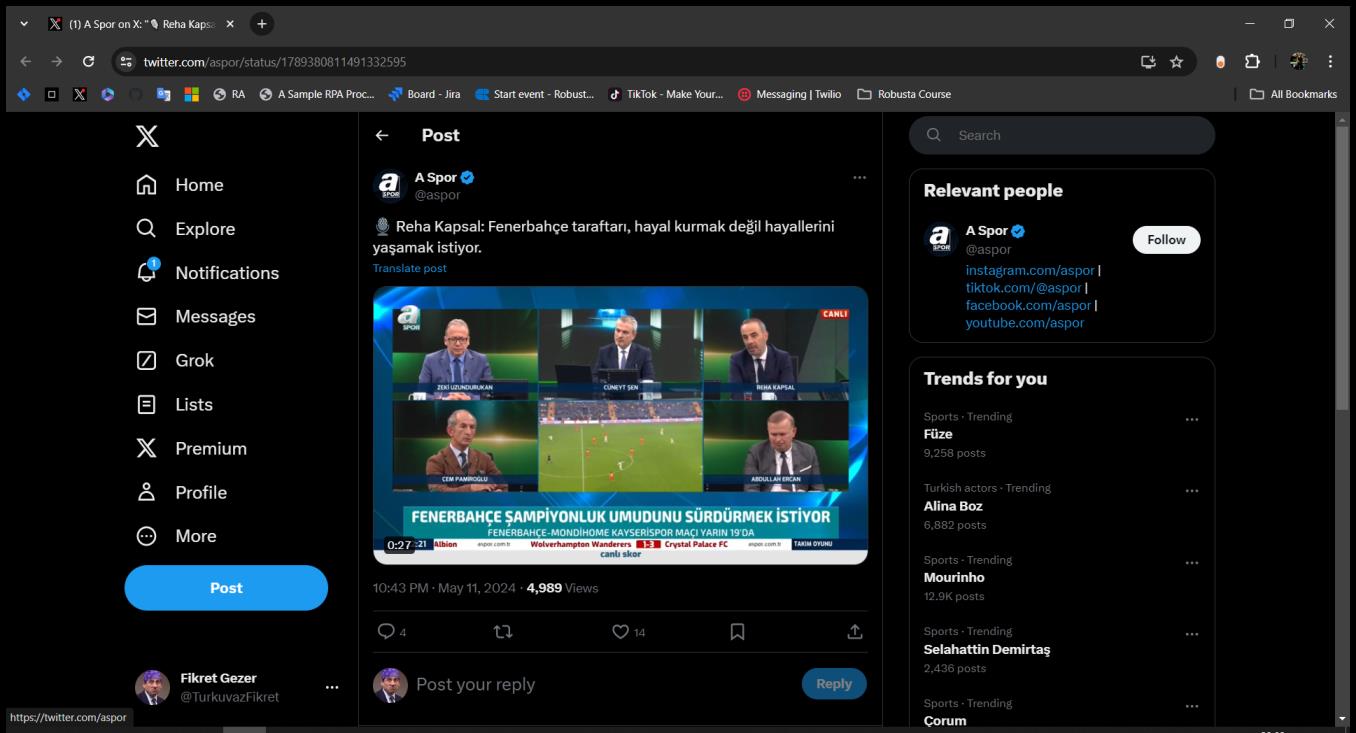 (1) A Spor on X: "🎙 Reha Kapsa
twitter.com/aspor/status/1789380811491332595
RA
A Sample RPA Proc...
Board - Jira
Start event - Robust...
TikTok - Make Your...
Messaging | Twilio
Robusta Course
All Bookmarks
Home
Explore
1
Notifications
Messages
Grok
Lists
Premium
Profile
More
Post
Fikret Gezer
@TurkuvazFikret
https://twitter.com/aspor
Post
A Spor
@aspor
🎙 Reha Kapsal: Fenerbahçe taraftarı, hayal kurmak değil hayallerini
yaşamak istiyor.
Translate post
a SPOR
CANLI
ZEKİ UZUNDURUKAN
CÜNEYT ŞEN
REHA KAPSAL
CEM PAMİROĞLU
ABDULLAH ERCAN
FENERBAHÇE ŞAMPİYONLUK UMUDUNU SÜRDÜRMEK İSTİYOR
FENERBAHÇE-MONDİHOME KAYSERİSPOR MAÇI YARIN 19'DA
0:27 :21 Albion aspor.com.tr Wolverhampton Wanderers 1-3 Crystal Palace FC aspor.com.tr TAKIM OYUNU
canlı skor
10:43 PM · May 11, 2024 · 4,989 Views
4 14
Post your reply
Reply
Search
Relevant people
A Spor
@aspor
Follow
instagram.com/aspor |
tiktok.com/@aspor |
facebook.com/aspor |
youtube.com/aspor
Trends for you
Sports · Trending
Füze
9,258 posts
Turkish actors · Trending
Alina Boz
6,882 posts
Sports · Trending
Mourinho
12.9K posts
Sports · Trending
Selahattin Demirtaş
2,436 posts
Sports · Trending
Çorum